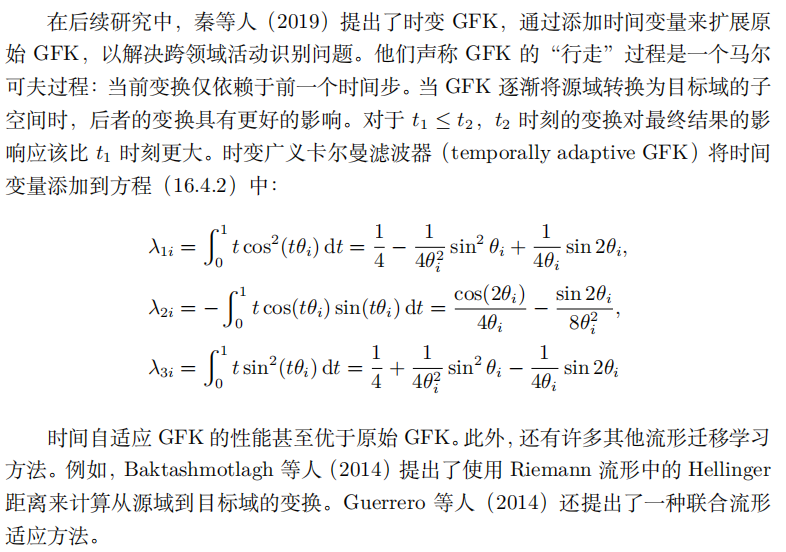 在后续研究中，秦等人（2019）提出了时变 GFK，通过添加时间变量来扩展原
始 GFK，以解决跨领域活动识别问题。他们声称 GFK 的“行走”过程是一个马尔
可夫过程：当前变换仅依赖于前一个时间步。当 GFK 逐渐将源域转换为目标域的子
空间时，后者的变换具有更好的影响。对于 t₁ ≤ t₂，t₂ 时刻的变换对最终结果的影
响应该比 t₁ 时刻更大。时变广义卡尔曼滤波器（temporally adaptive GFK）将时间
变量添加到方程（16.4.2）中：
λ₁ᵢ = ∫₀¹ t cos²(tθᵢ) dt = 1/4 − 1/(4θᵢ²) sin² θᵢ + 1/(4θᵢ) sin 2θᵢ,
λ₂ᵢ = − ∫₀¹ t cos(tθᵢ) sin(tθᵢ) dt = cos(2θᵢ)/(4θᵢ) − sin 2θᵢ/(8θᵢ²),
λ₃ᵢ = ∫₀¹ t sin²(tθᵢ) dt = 1/4 + 1/(4θᵢ²) sin² θᵢ − 1/(4θᵢ) sin 2θᵢ
时间自适应 GFK 的性能甚至优于原始 GFK。此外，还有许多其他流形迁移学习
方法。例如，Baktashmotlagh 等人（2014）提出了使用 Riemann 流形中的 Hellinger
距离来计算从源域到目标域的变换。Guerrero 等人（2014）还提出了一种联合流形
适应方法。